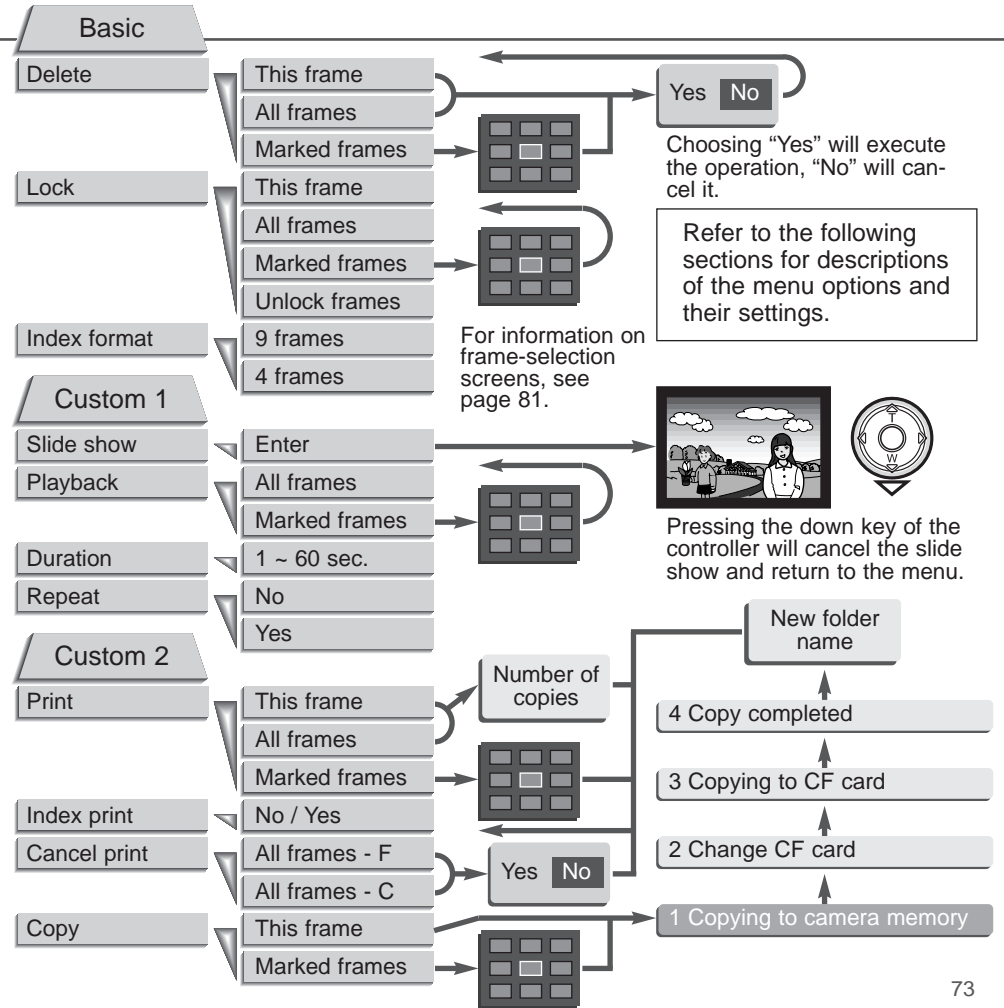 Basic
Delete
This frame
All frames
Marked frames
Yes No
Choosing “Yes” will execute
the operation, “No” will can-
cel it.
Lock
This frame
All frames
Marked frames
Unlock frames
Refer to the following
sections for descriptions
of the menu options and
their settings.
Index format
9 frames
4 frames
For information on
frame-selection
screens, see
page 81.
Custom 1
Slide show
Enter
T
W
Playback
All frames
Marked frames
Pressing the down key of the
controller will cancel the slide
show and return to the menu.
Duration
1 ~ 60 sec.
Repeat
No
Yes
Custom 2
Print
This frame
All frames
Marked frames
Number of
copies
New folder
name
4 Copy completed
3 Copying to CF card
2 Change CF card
1 Copying to camera memory
Index print
No / Yes
Cancel print
All frames - F
All frames - C
Yes No
Copy
This frame
Marked frames
73